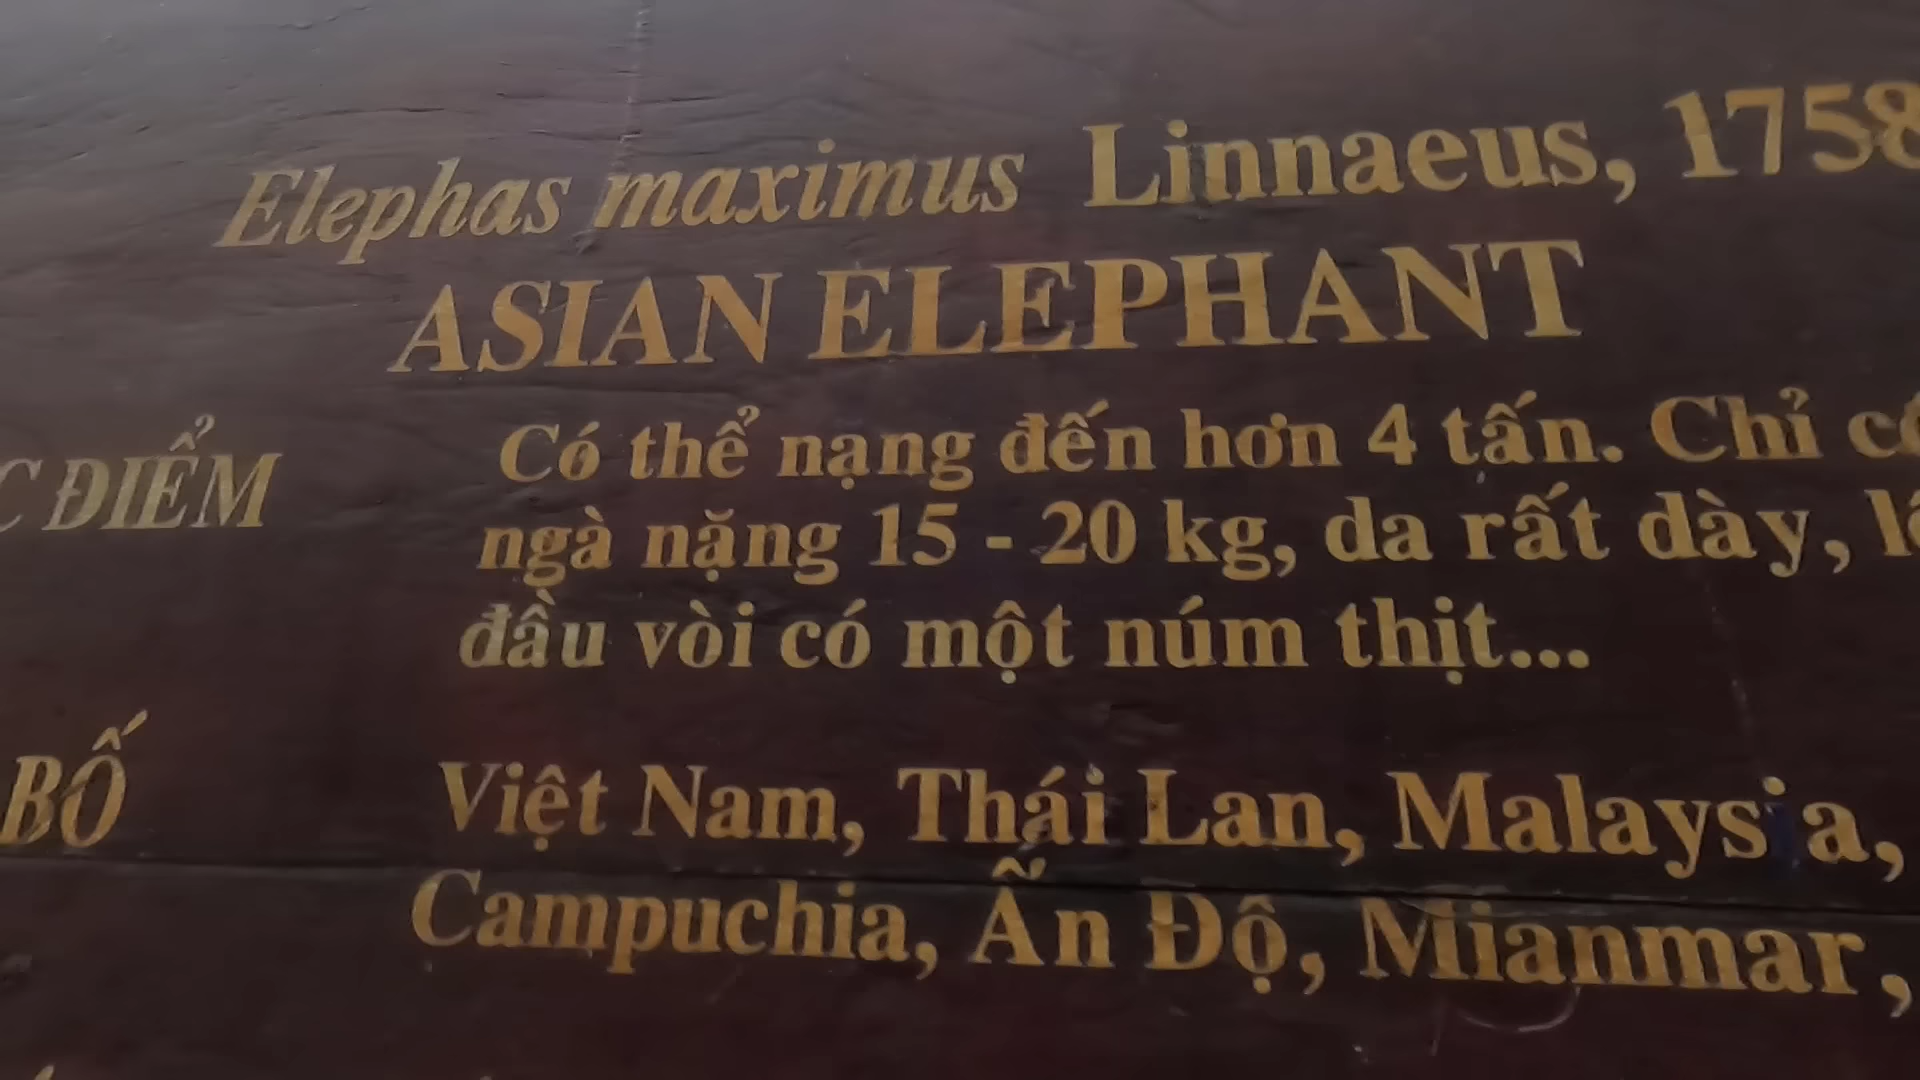 Elephas maximus Linnaeus, 1758
ASIAN ELEPHANT
ĐIỂM Có thể nạng đến hơn 4 tấn. Chỉ
ngà nặng 15 - 20 kg, da rất dày,
đầu vòi có một núm thịt...
BỐ Việt Nam, Thái Lan, Malaysia,
Campuchia, Ấn Độ, Mianmar,